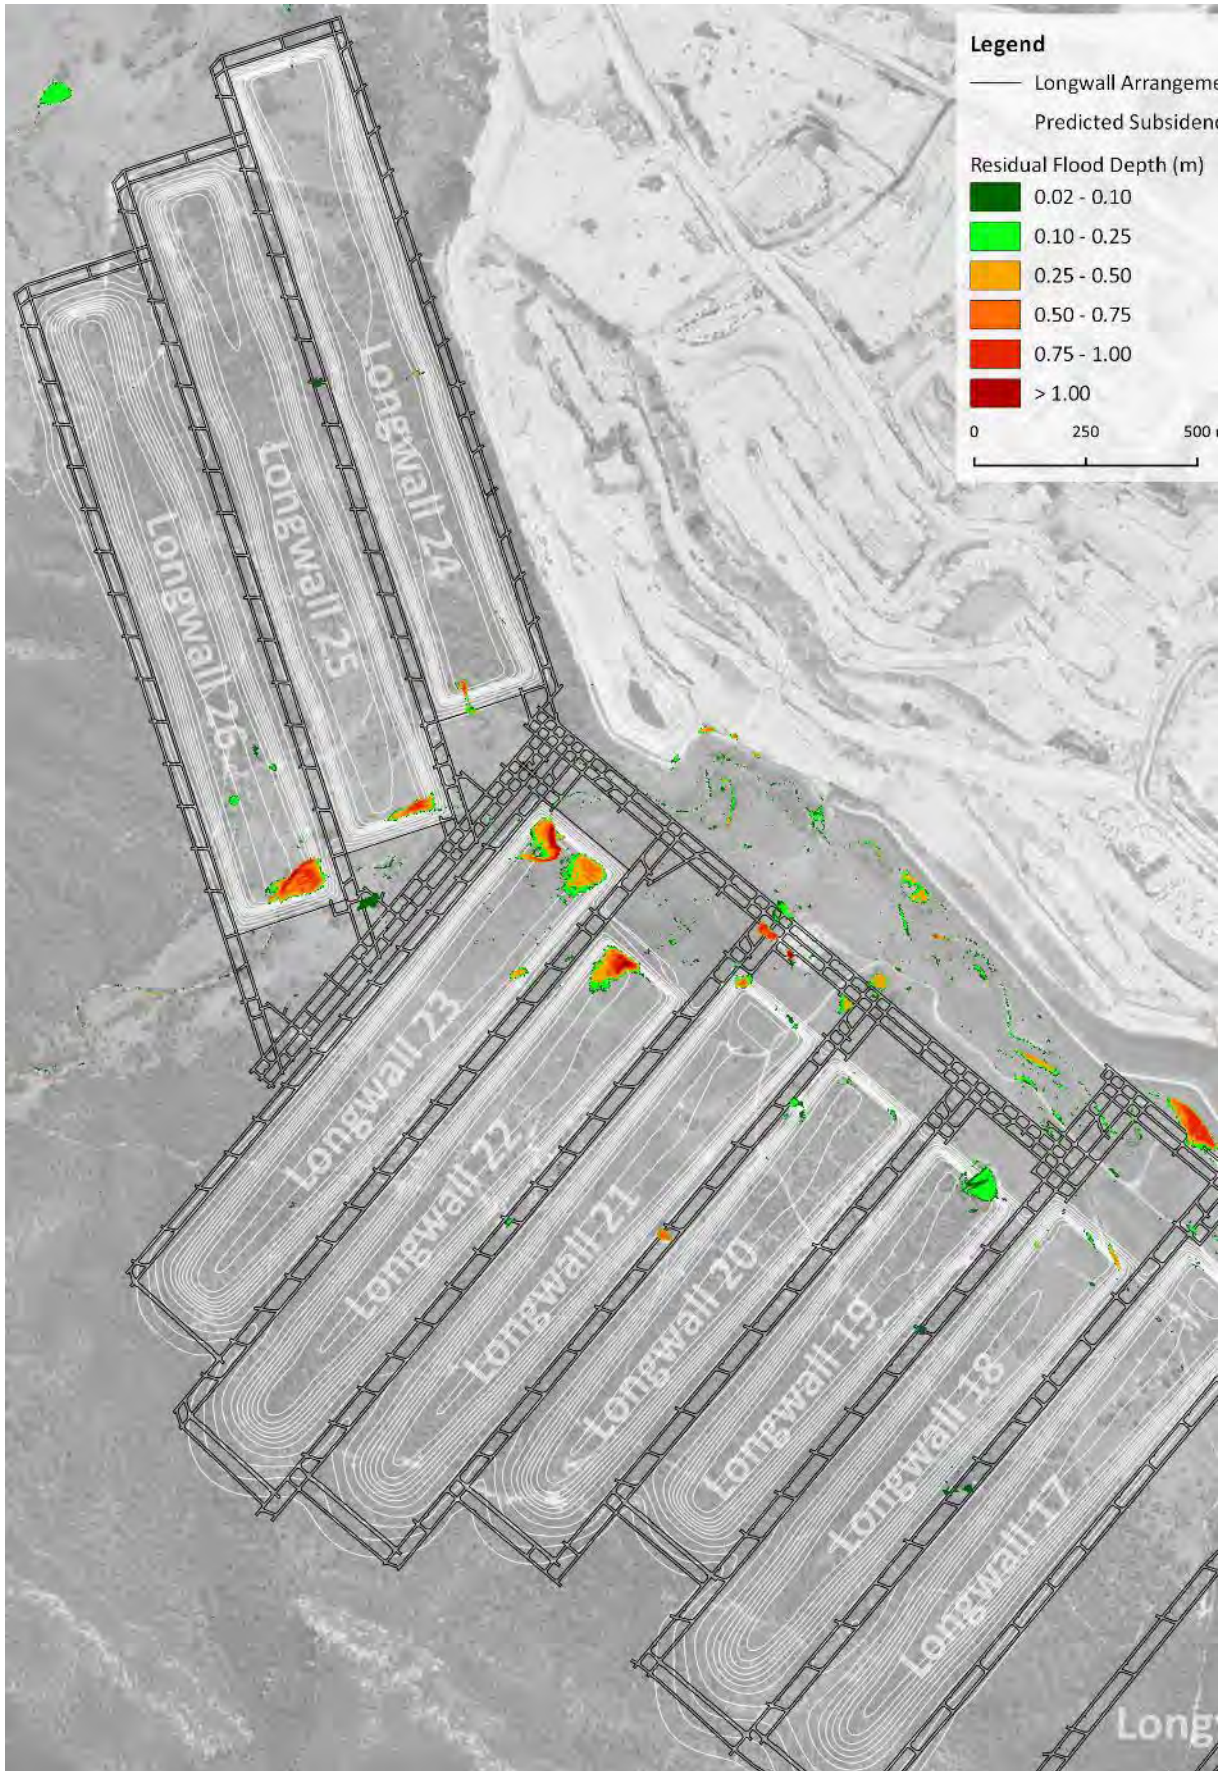 Legend
Longwall Arrangeme
Predicted Subsidenc
Residual Flood Depth (m)
0.02 - 0.10
0.10 - 0.25
0.25 - 0.50
0.50 - 0.75
0.75 - 1.00
> 1.00
0 250 500 m
Longwall 24
Longwall 25
Longwall 26
Longwall 23
Longwall 22
Longwall 21
Longwall 20
Longwall 19
Longwall 18
Longwall 17
Longw